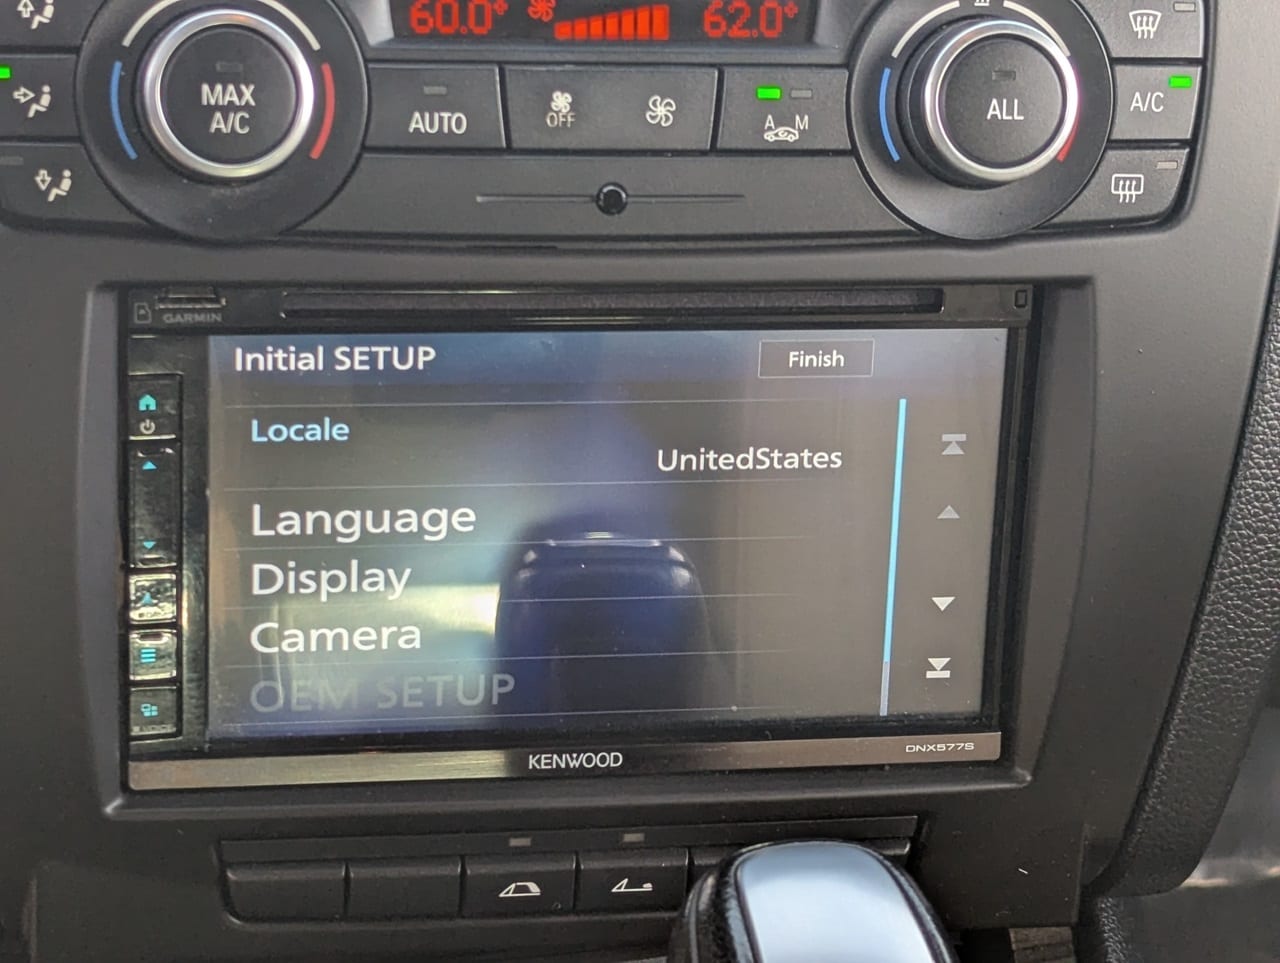 60.0°
62.0°
MAX
A/C
AUTO
OFF
A M
ALL
A/C
GARMIN
Initial SETUP
Finish
Locale
UnitedStates
Language
Display
Camera
OEM SETUP
KENWOOD
DNX577S